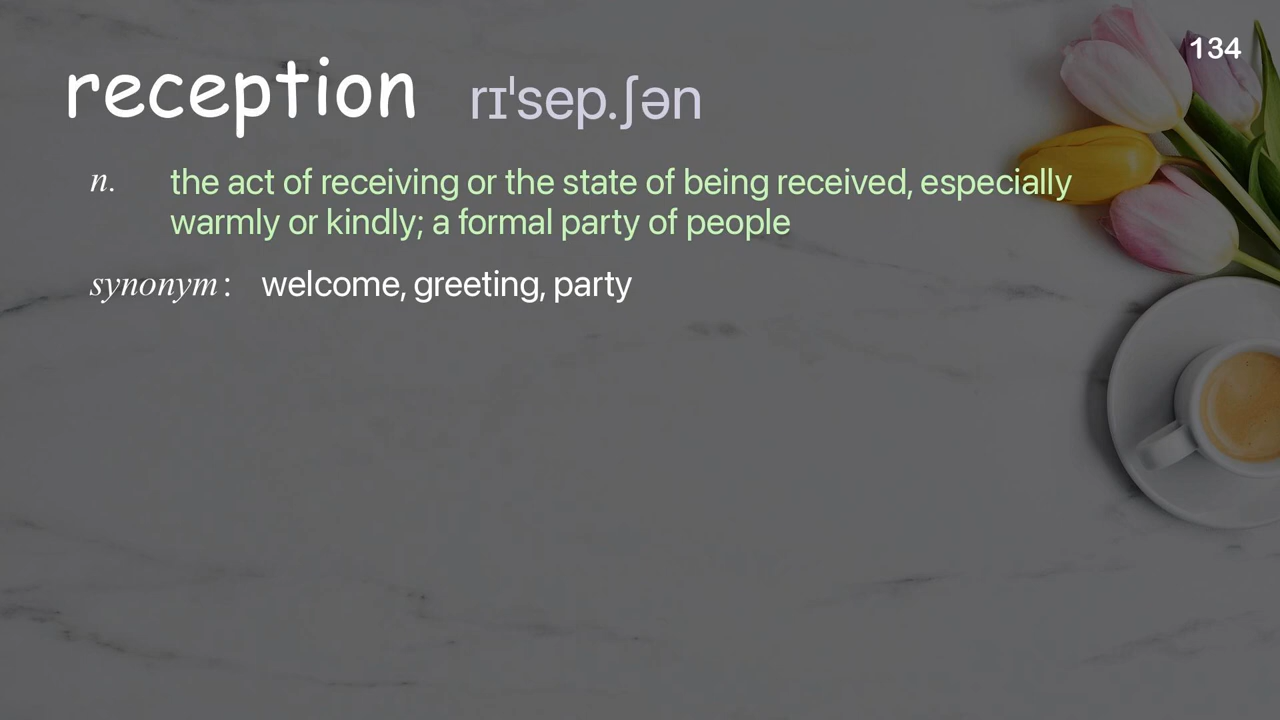 134
reception rɪˈsep.ʃən
n. the act of receiving or the state of being received, especially
warmly or kindly; a formal party of people
synonym: welcome, greeting, party